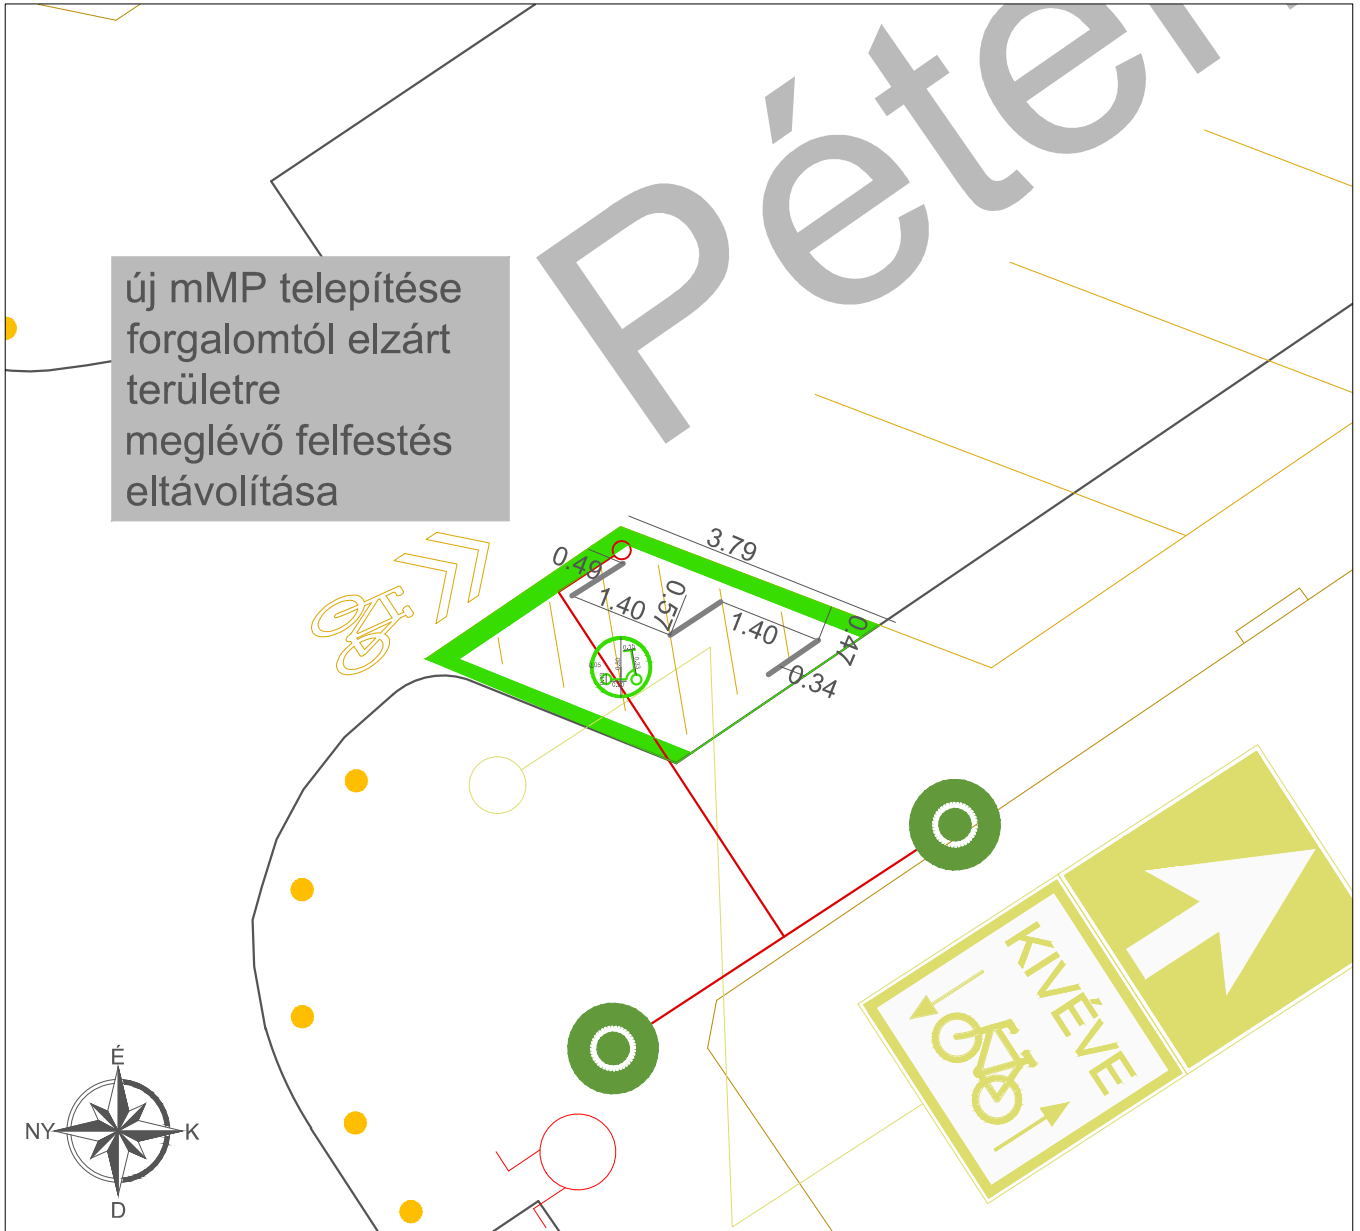 Péter
új mMP telepítése
forgalomtól elzárt
területre
meglévő felfestés
eltávolítása
3.79
0.49
1.40
0.57
1.40
0.47
0.34
KIVÉVE
É
NY
K
D